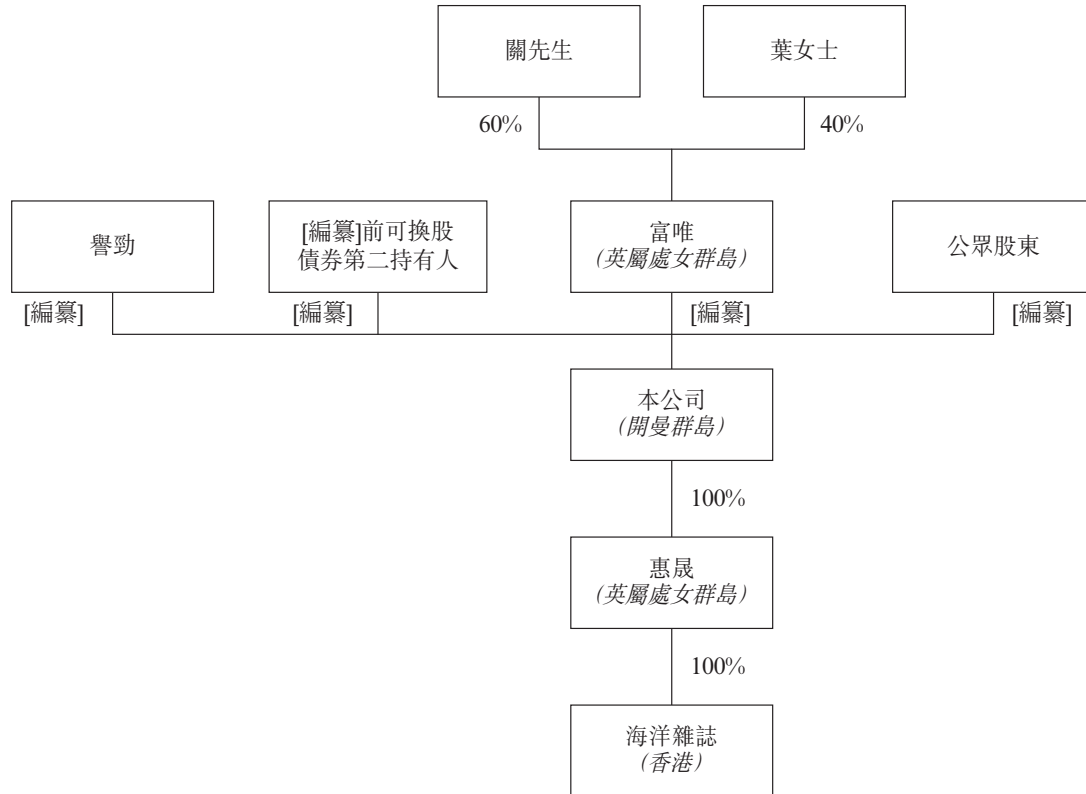 關先生
葉女士
60%
40%
譽勁
[編纂]前可換股
債券第二持有人
富唯
(英屬處女群島)
公眾股東
[編纂]
[編纂]
[編纂]
[編纂]
本公司
(開曼群島)
100%
惠晟
(英屬處女群島)
100%
海洋雜誌
(香港)